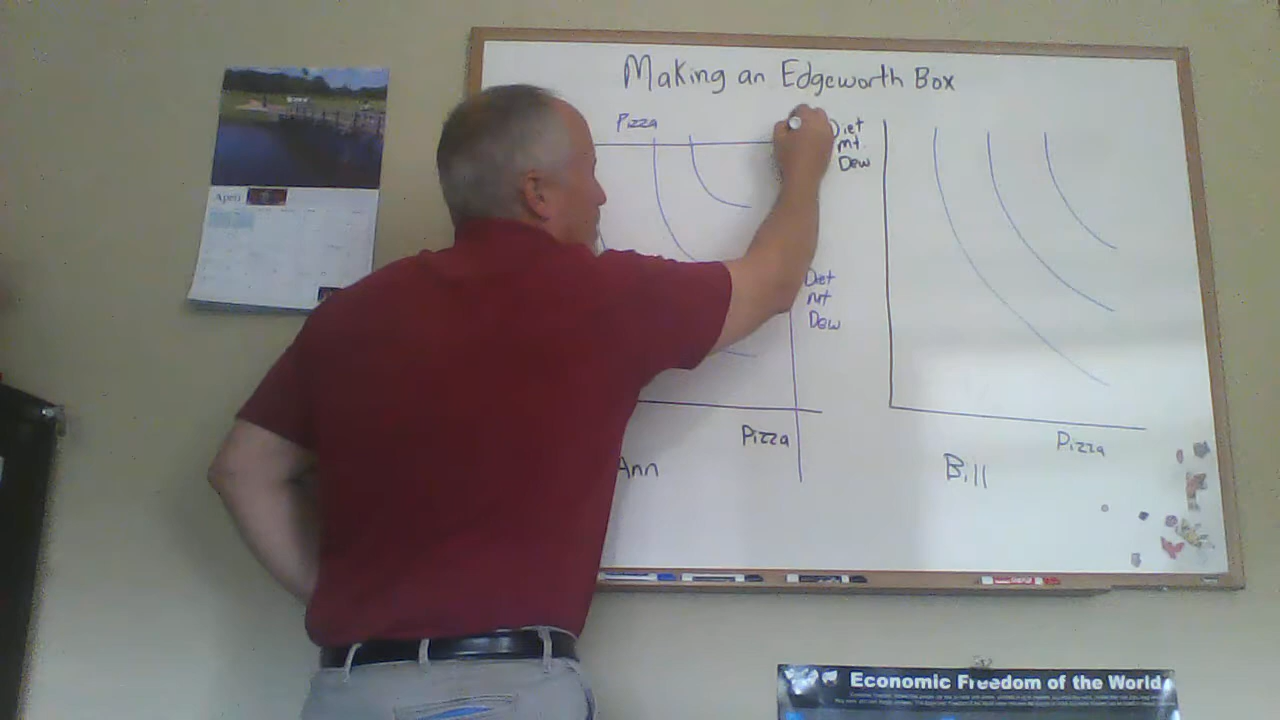 Making an Edgeworth Box
Pizza
Diet
Mt.
Dew
Diet
Mt
Dew
Pizza
Ann
Pizza
Bill
April
Economic Freedom of the World